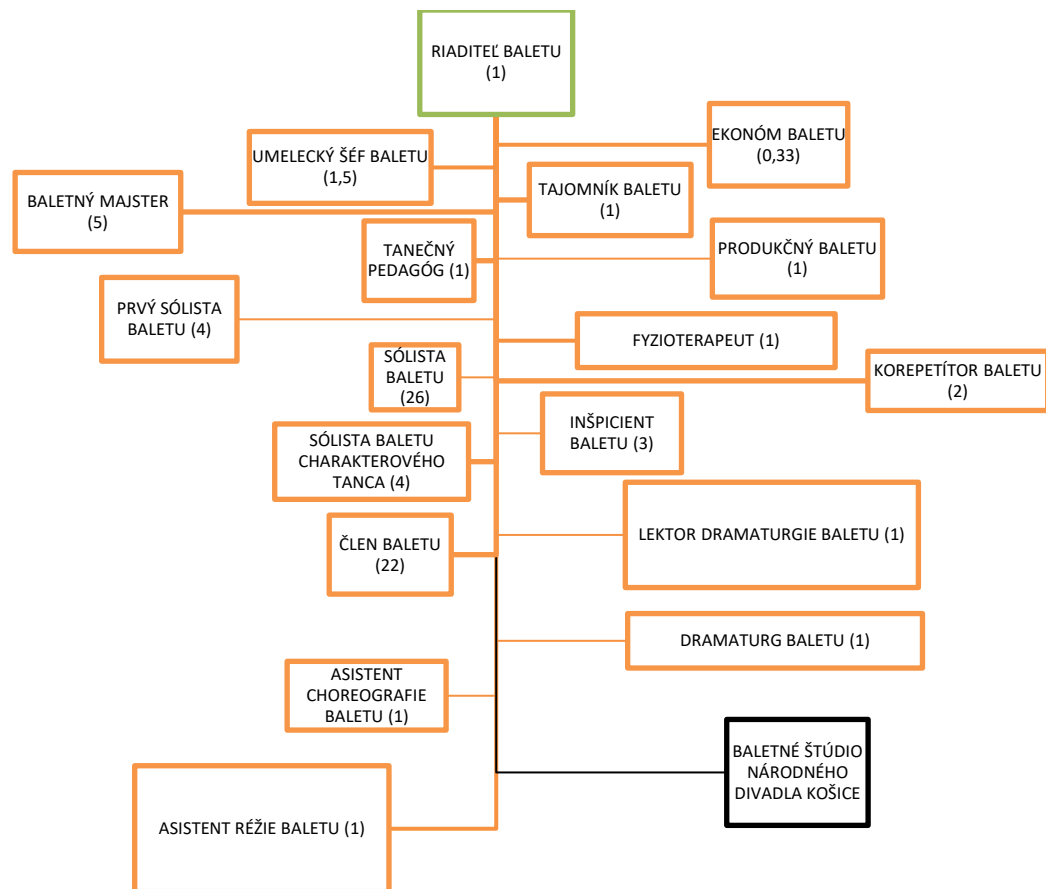 RIADITEĽ BALETU
(1)
EKONÓM BALETU
(0,33)
UMELECKÝ ŠÉF BALETU
(1,5)
TAJOMNÍK BALETU
(1)
BALETNÝ MAJSTER
(5)
TANEČNÝ
PEDAGÓG (1)
PRODUKČNÝ BALETU
(1)
PRVÝ SÓLISTA
BALETU (4)
FYZIOTERAPEUT (1)
SÓLISTA
BALETU
(26)
KOREPETÍTOR BALETU
(2)
INŠPICIENT
BALETU (3)
SÓLISTA BALETU
CHARAKTEROVÉHO
TANCA (4)
LEKTOR DRAMATURGIE BALETU (1)
ČLEN BALETU
(22)
DRAMATURG BALETU (1)
ASISTENT
CHOREOGRAFIE
BALETU (1)
BALETNÉ ŠTÚDIO
NÁRODNÉHO
DIVADLA KOŠICE
ASISTENT RÉŽIE BALETU (1)